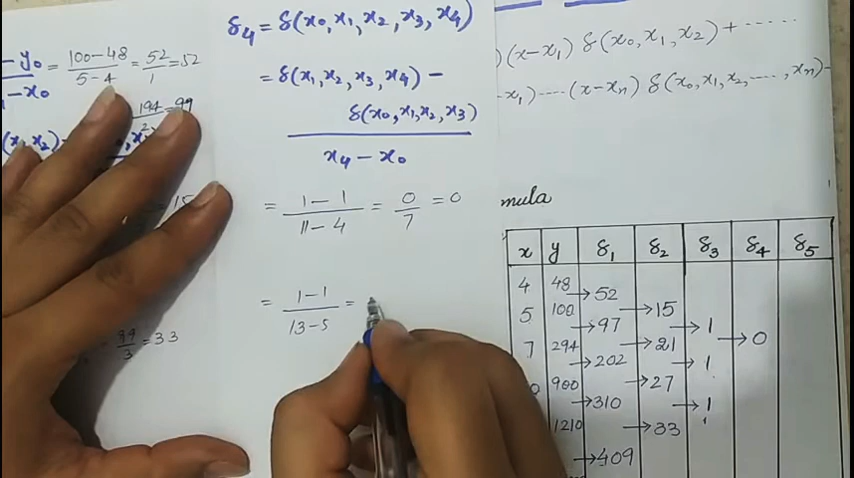 – y₀ = 100–48 / 5–4 = 52 / 1 = 52
– x₀
194 = 99
x₂) –
99 / 3 = 33
δ₄ = δ(x₀, x₁, x₂, x₃, x₄)
= δ(x₁, x₂, x₃, x₄) –
δ(x₀, x₁, x₂, x₃)
x₄ – x₀
= 1–1 / 11–4 = 0 / 7 = 0
= 1–1 / 13–5 =
)(x–x₁) δ(x₀, x₁, x₂) + ......
–x₁) .... (x–xₙ) δ(x₀, x₁, x₂, ...., xₙ)–
mula
x y δ₁ δ₂ δ₃ δ₄ δ₅
4 48
→52
5 100 →15
→97 →1
7 294 →21 →0
→202 →1
0 900 →27
→310 →1
1210 →33
→409